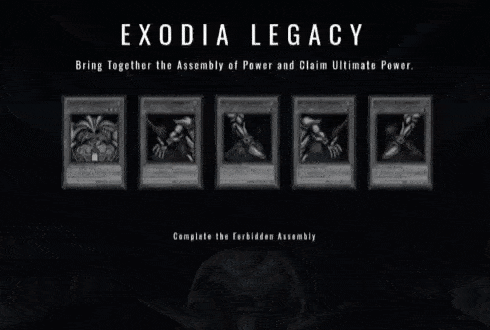 EXODIA LEGACY
Bring Together the Assembly of Power and Claim Ultimate Power.
Complete the Forbidden Assembly